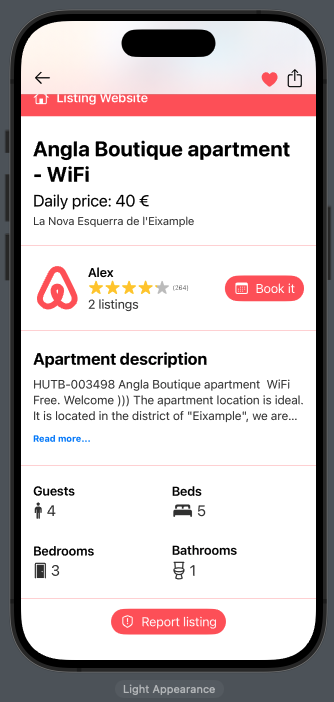 Listing Website
Angla Boutique apartment
- WiFi
Daily price: 40 €
La Nova Esquerra de l'Eixample
Alex
(264)
2 listings
Book it
Apartment description
HUTB-003498 Angla Boutique apartment  WiFi
Free. Welcome ))) The apartment location is ideal.
It is located in the district of "Eixample", we are...
Read more...
Guests
4
Beds
5
Bedrooms
3
Bathrooms
1
Report listing
Light Appearance